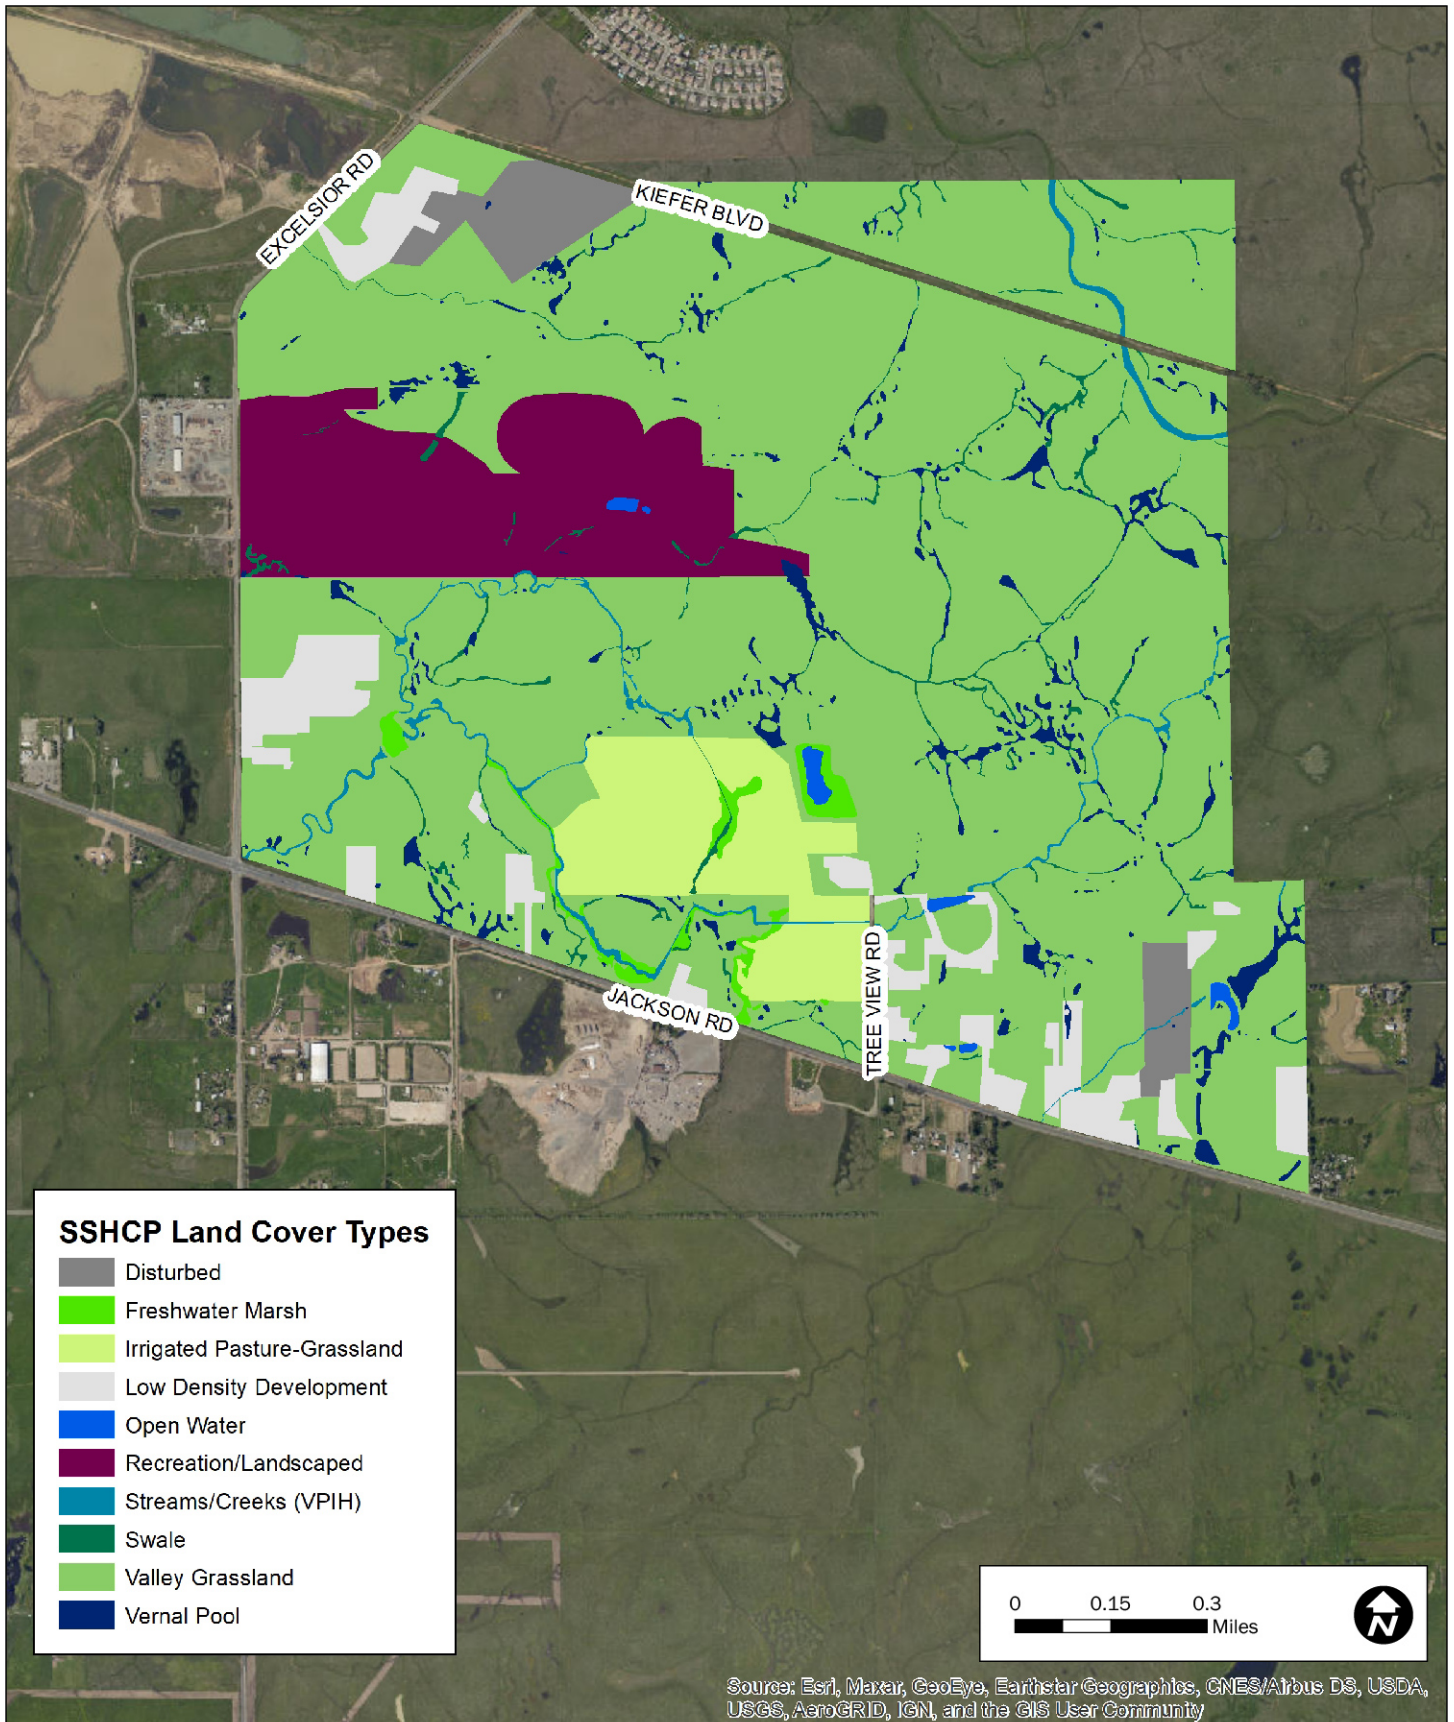 EXCELSIOR RD
KIEFER BLVD
JACKSON RD
TREE VIEW RD
SSHCP Land Cover Types
Disturbed
Freshwater Marsh
Irrigated Pasture-Grassland
Low Density Development
Open Water
Recreation/Landscaped
Streams/Creeks (VPIH)
Swale
Valley Grassland
Vernal Pool
0 0.15 0.3
Miles
N
Source: Esri, Maxar, GeoEye, Earthstar Geographics, CNES/Airbus DS, USDA,
USGS, AeroGRID, IGN, and the GIS User Community